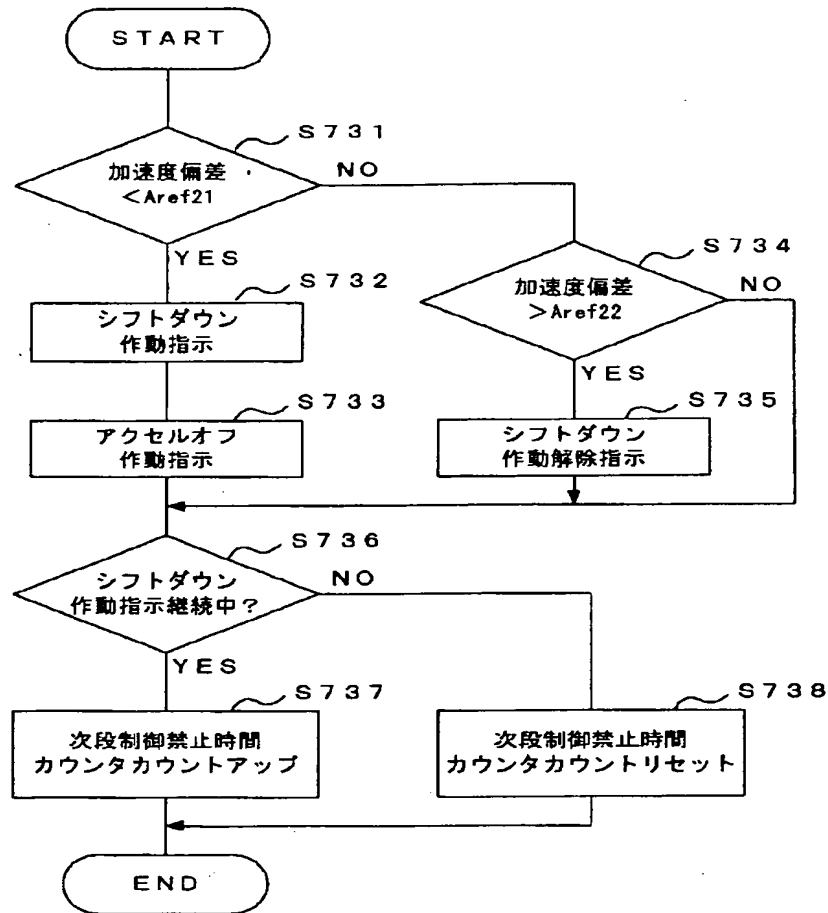 START
S731
加速度偏差
<Aref21
NO
YES
S732
シフトダウン
作動指示
S733
アクセルオフ
作動指示
S734
加速度偏差
>Aref22
NO
YES
S735
シフトダウン
作動解除指示
S736
シフトダウン
作動指示継続中?
NO
YES
S737
次段制御禁止時間
カウンタカウントアップ
S738
次段制御禁止時間
カウンタカウントリセット
END